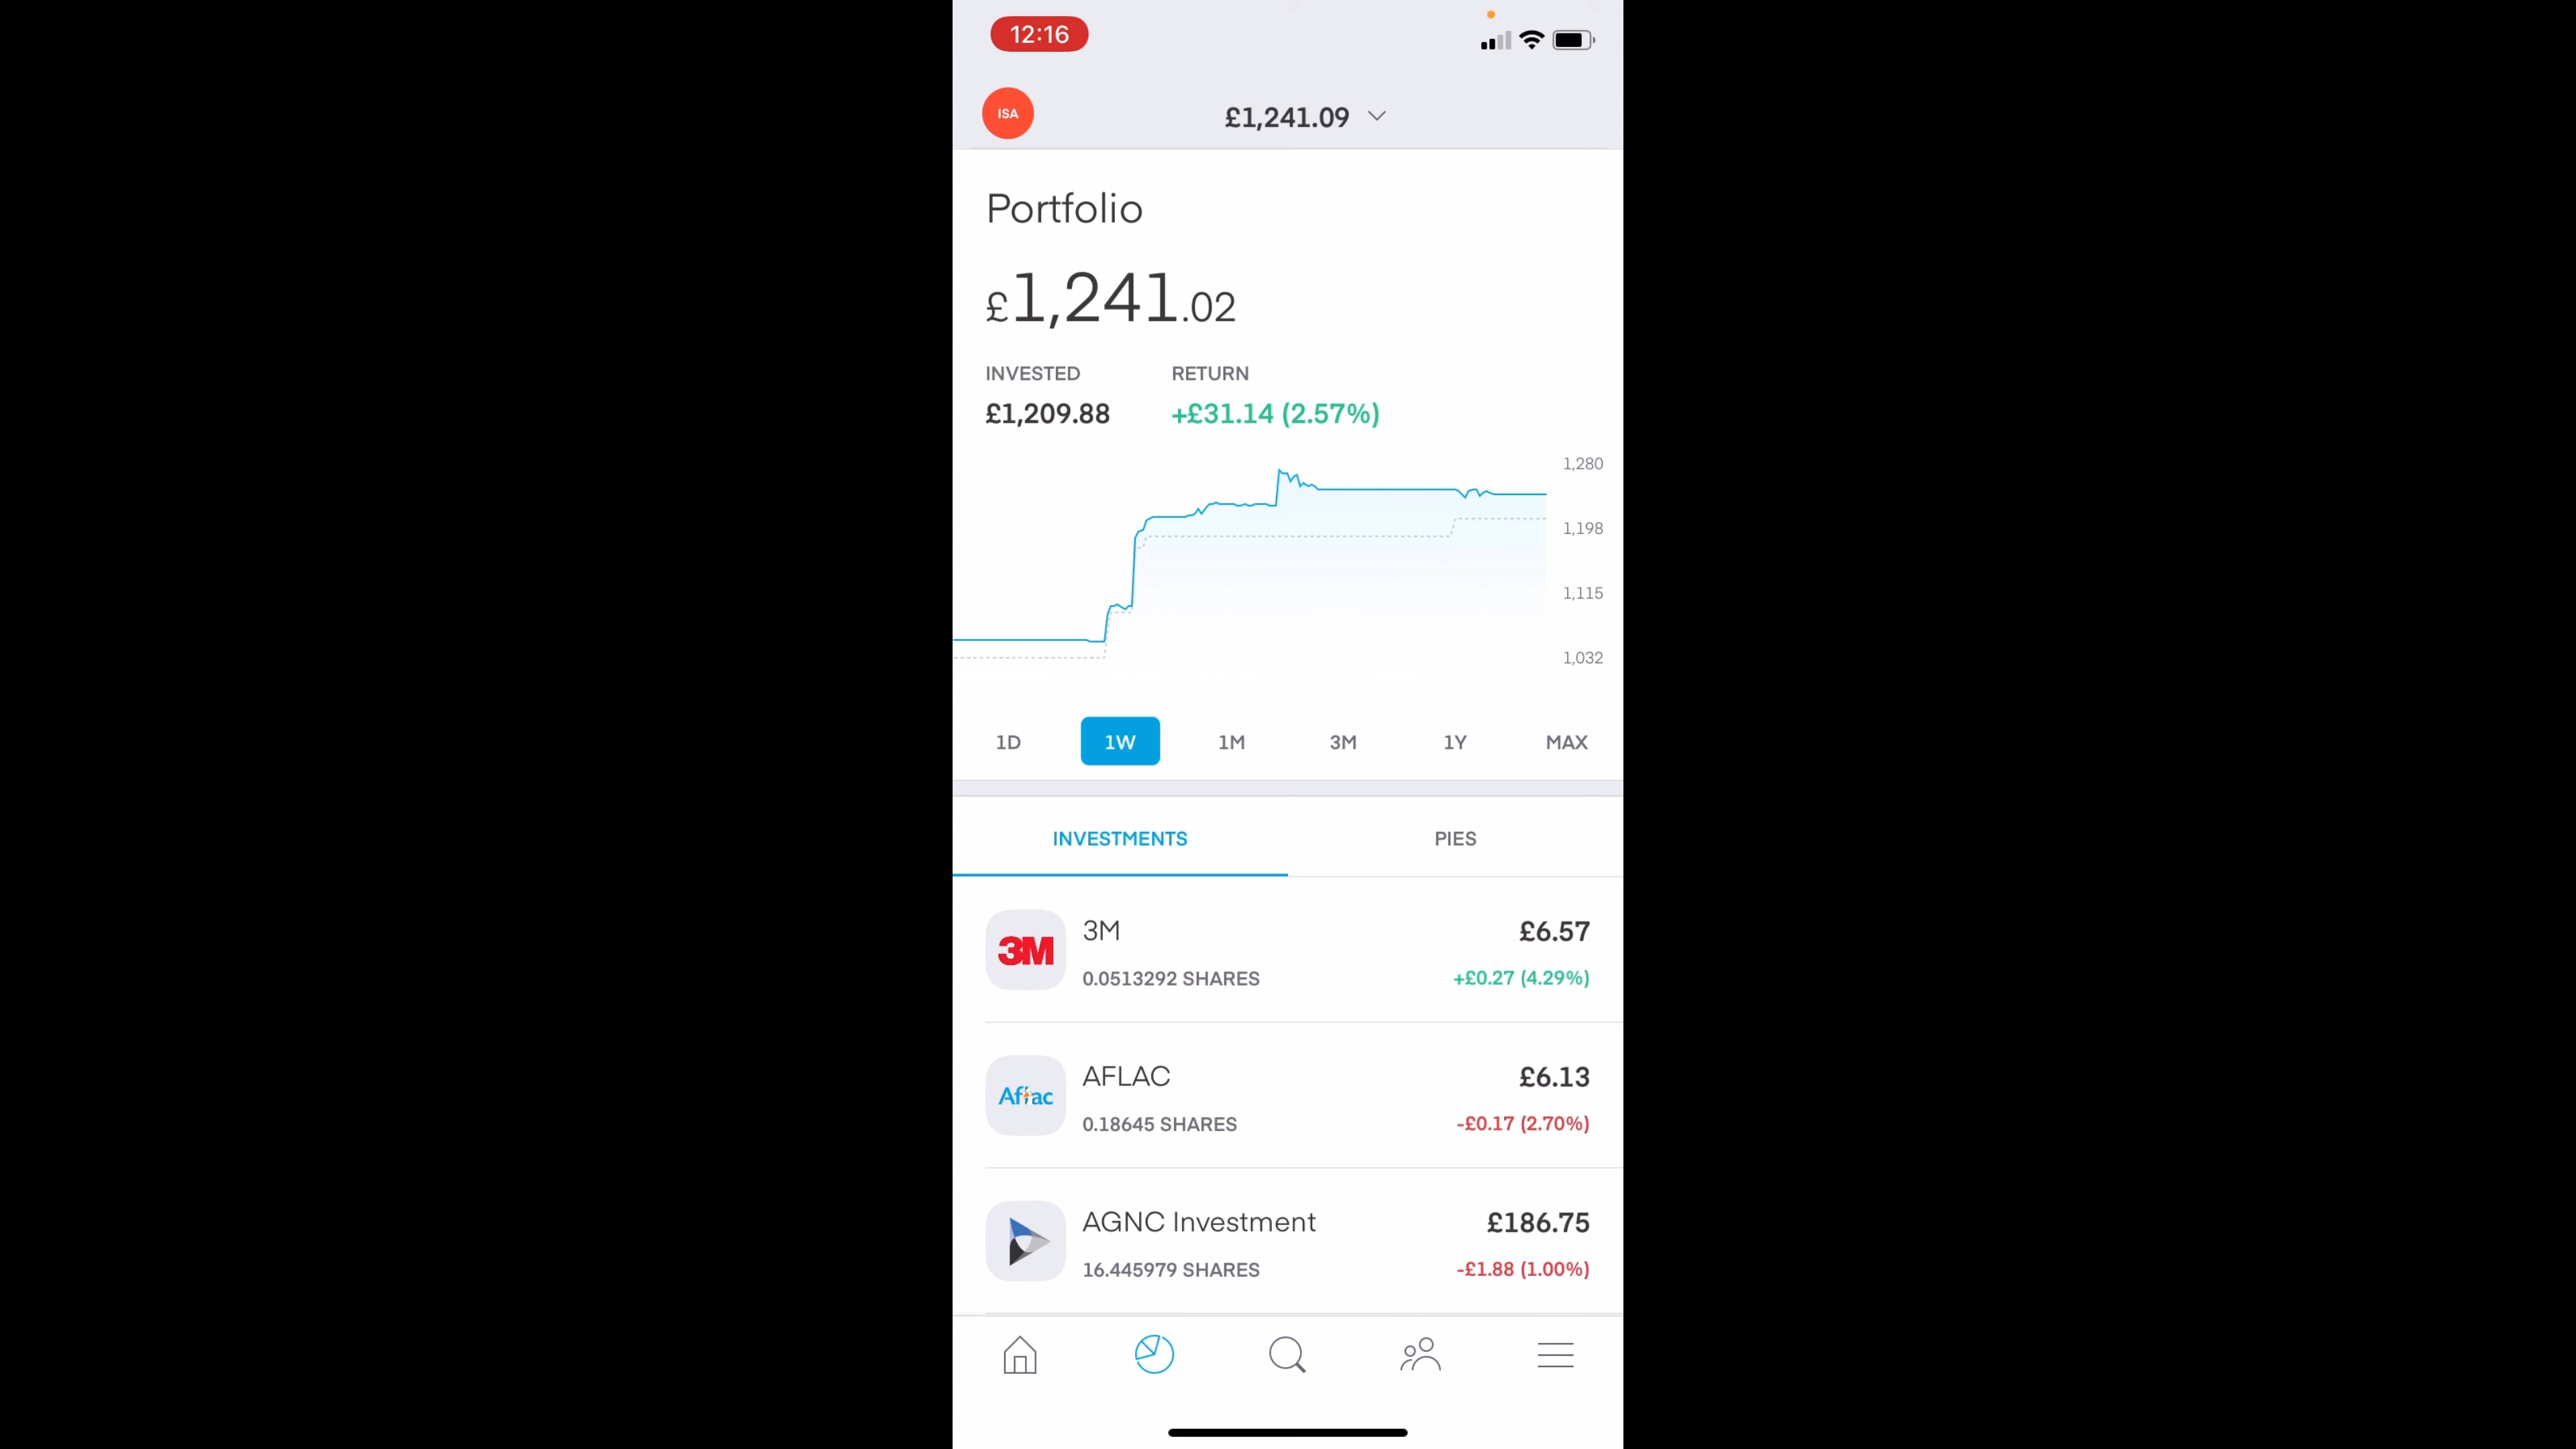 12:16
ISA
£1,241.09
Portfolio
£1,241.02
INVESTED RETURN
£1,209.88 +£31.14 (2.57%)
1,280
1,198
1,115
1,032
1D 1W 1M 3M 1Y MAX
INVESTMENTS PIES
3M
3M £6.57
0.0513292 SHARES +£0.27 (4.29%)
Aflac
AFLAC £6.13
0.18645 SHARES -£0.17 (2.70%)
AGNC Investment £186.75
16.445979 SHARES -£1.88 (1.00%)